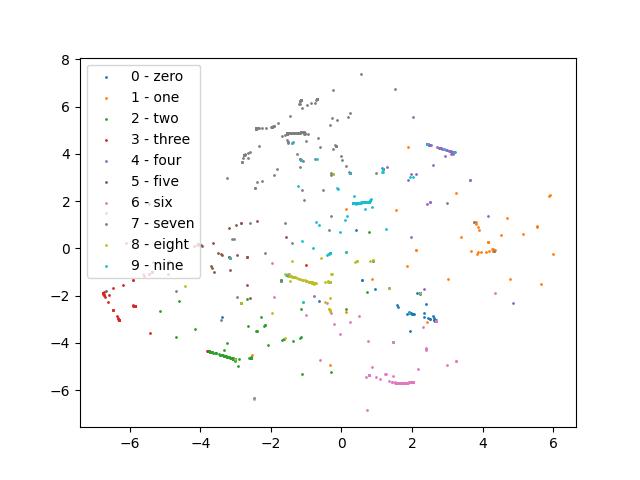 8
6
4
2
0
−2
−4
−6
0 - zero
1 - one
2 - two
3 - three
4 - four
5 - five
6 - six
7 - seven
8 - eight
9 - nine
−6 −4 −2 0 2 4 6